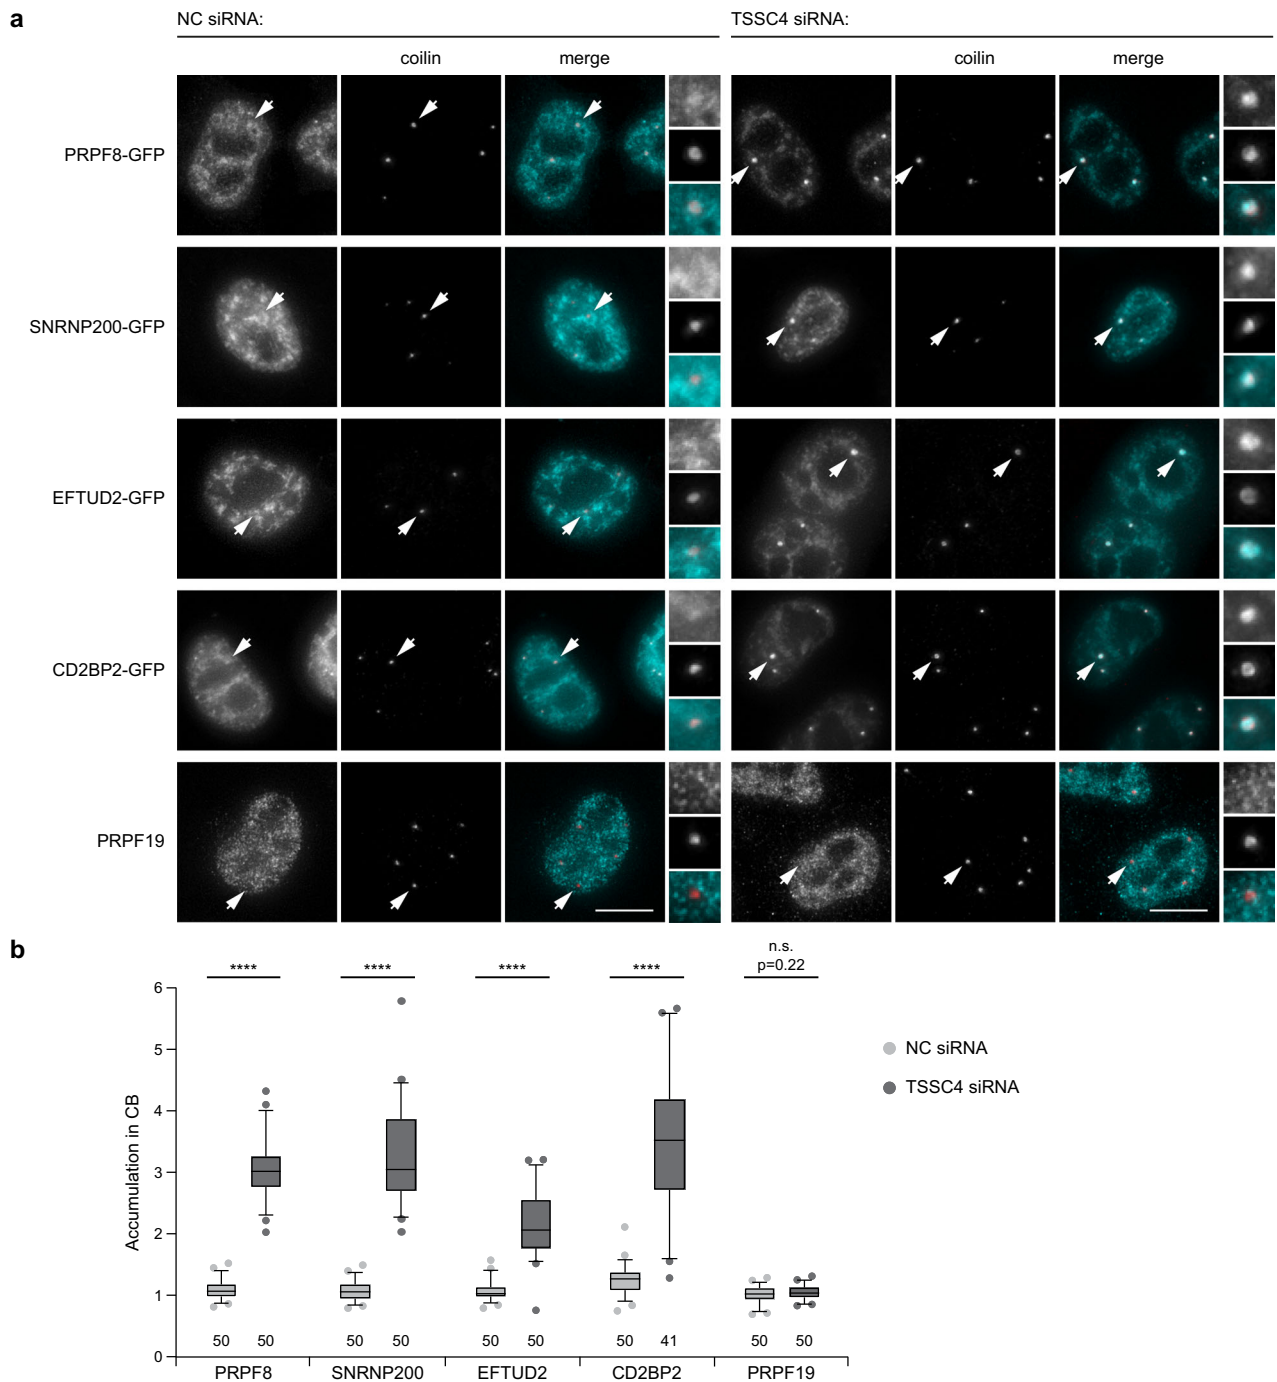 a
NC siRNA:
TSSC4 siRNA:
coilin
merge
coilin
merge
PRPF8-GFP
SNRNP200-GFP
EFTUD2-GFP
CD2BP2-GFP
PRPF19
b
**** **** **** **** n.s.
p=0.22
Accumulation in CB
6
5
4
3
2
1
0
NC siRNA
TSSC4 siRNA
50 50 50 50 50 50 50 41 50 50
PRPF8 SNRNP200 EFTUD2 CD2BP2 PRPF19